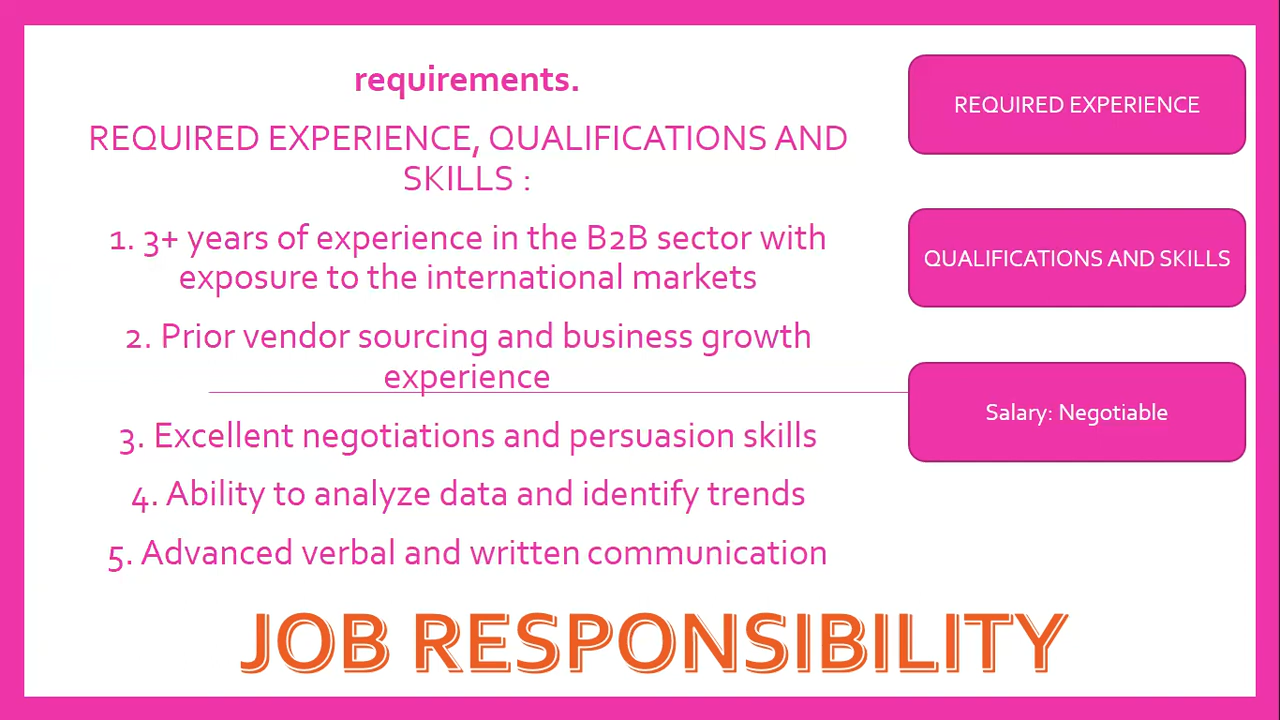 requirements.
REQUIRED EXPERIENCE, QUALIFICATIONS AND
SKILLS :
1. 3+ years of experience in the B2B sector with
exposure to the international markets
2. Prior vendor sourcing and business growth
experience
3. Excellent negotiations and persuasion skills
4. Ability to analyze data and identify trends
5. Advanced verbal and written communication
REQUIRED EXPERIENCE
QUALIFICATIONS AND SKILLS
Salary: Negotiable
JOB RESPONSIBILITY